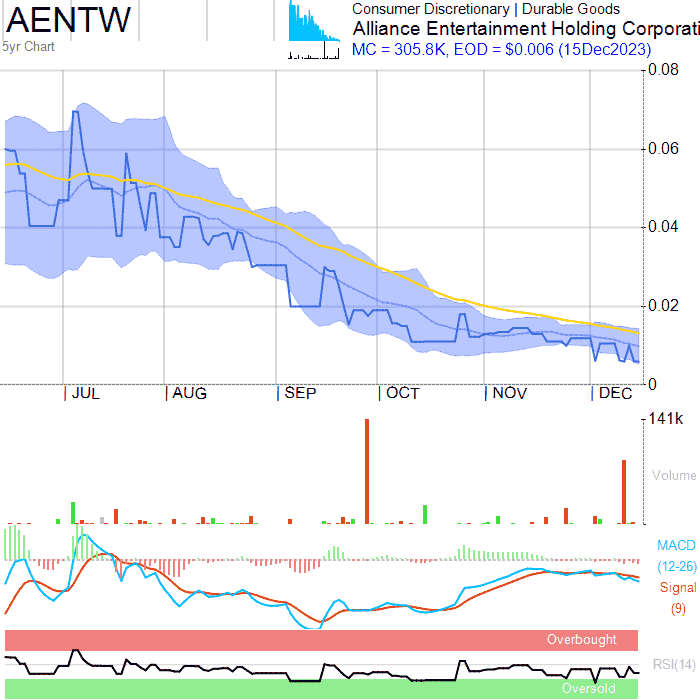 AENTW
5yr Chart
Consumer Discretionary | Durable Goods
Alliance Entertainment Holding Corporati
MC = 305.8K, EOD = $0.006 (15Dec2023)
0.08
0.06
0.04
0.02
0
JUL AUG SEP OCT NOV DEC
141k
Volume
MACD
(12-26)
Signal
(9)
Overbought
RSI(14)
Oversold